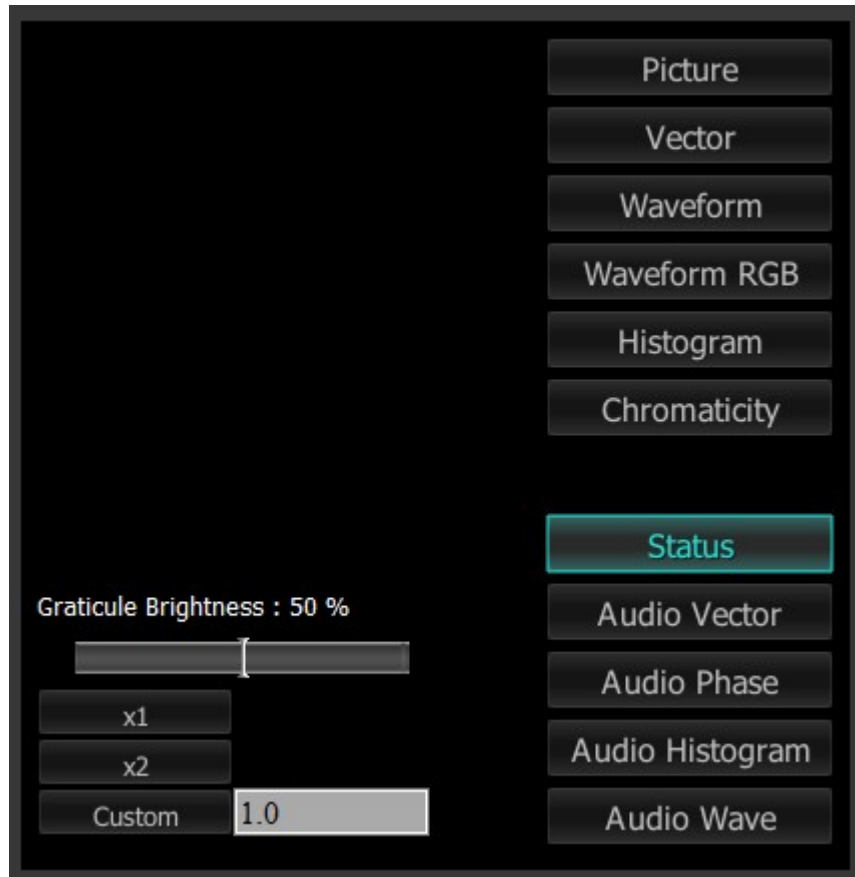 Picture
Vector
Waveform
Waveform RGB
Histogram
Chromaticity
Status
Audio Vector
Audio Phase
Audio Histogram
Audio Wave
Graticule Brightness : 50 %
x1
x2
Custom
1.0